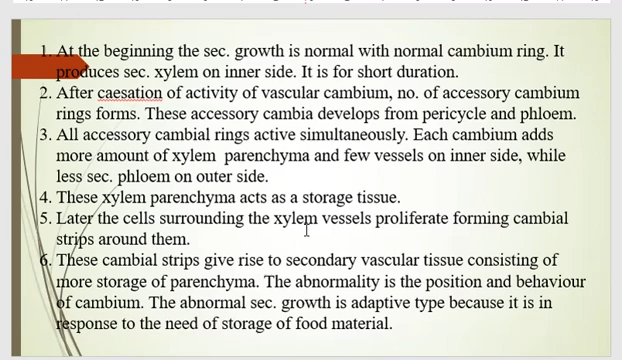 1. At the beginning the sec. growth is normal with normal cambium ring. It
produces sec. xylem on inner side. It is for short duration.
2. After caesation of activity of vascular cambium, no. of accessory cambium
rings forms. These accessory cambia develops from pericycle and phloem.
3. All accessory cambial rings active simultaneously. Each cambium adds
more amount of xylem parenchyma and few vessels on inner side, while
less sec. phloem on outer side.
4. These xylem parenchyma acts as a storage tissue.
5. Later the cells surrounding the xylem vessels proliferate forming cambial
strips around them.
6. These cambial strips give rise to secondary vascular tissue consisting of
more storage of parenchyma. The abnormality is the position and behaviour
of cambium. The abnormal sec. growth is adaptive type because it is in
response to the need of storage of food material.